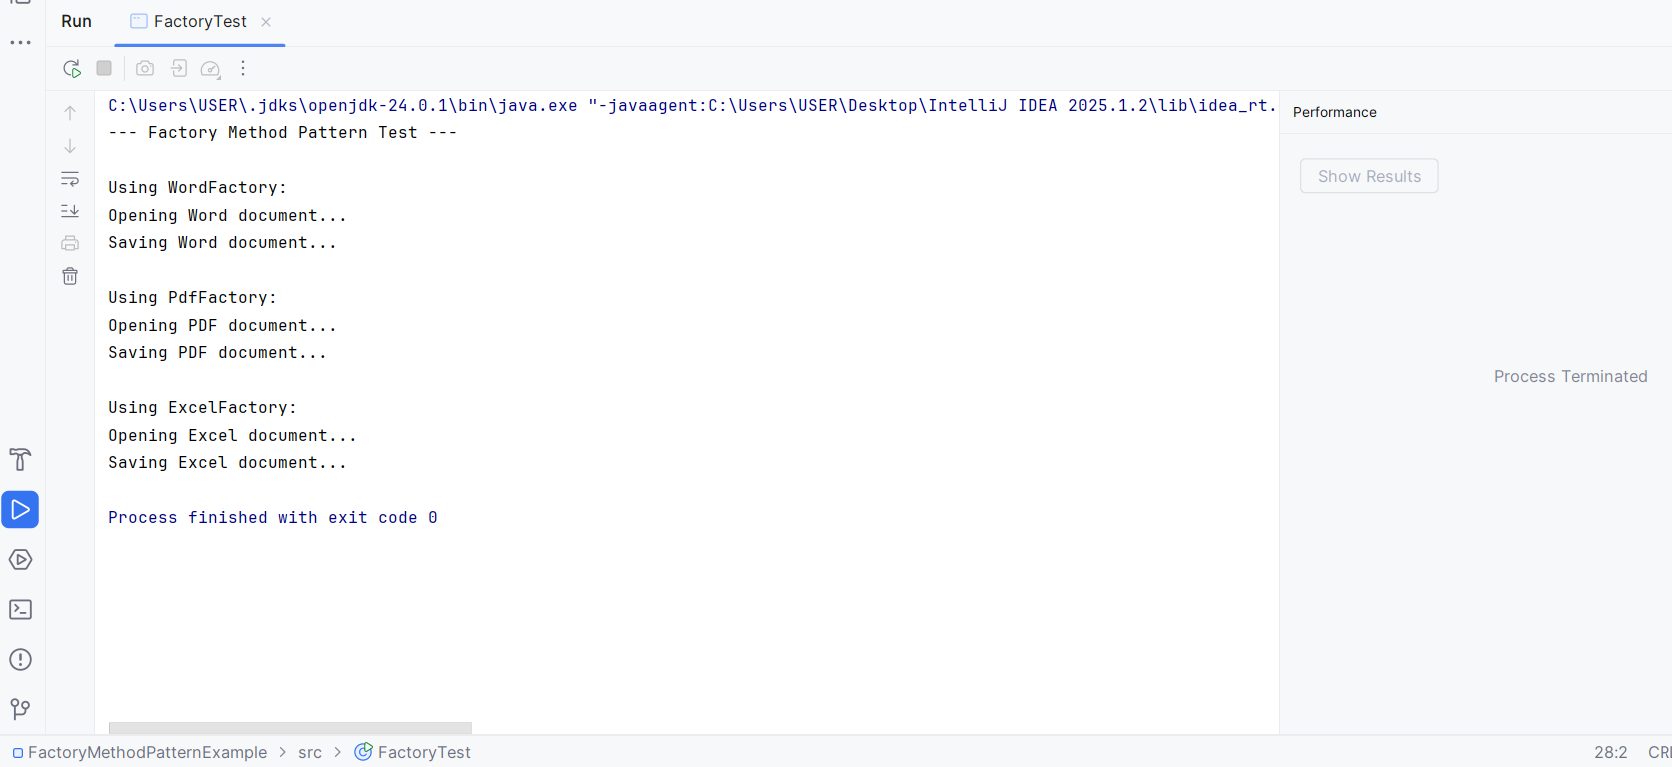 Run FactoryTest
C:\Users\USER\.jdks\openjdk-24.0.1\bin\java.exe "-javaagent:C:\Users\USER\Desktop\IntelliJ IDEA 2025.1.2\lib\idea_rt.
--- Factory Method Pattern Test ---
Using WordFactory:
Opening Word document...
Saving Word document...
Using PdfFactory:
Opening PDF document...
Saving PDF document...
Using ExcelFactory:
Opening Excel document...
Saving Excel document...
Process finished with exit code 0
Performance
Show Results
Process Terminated
FactoryMethodPatternExample > src > FactoryTest
28:2